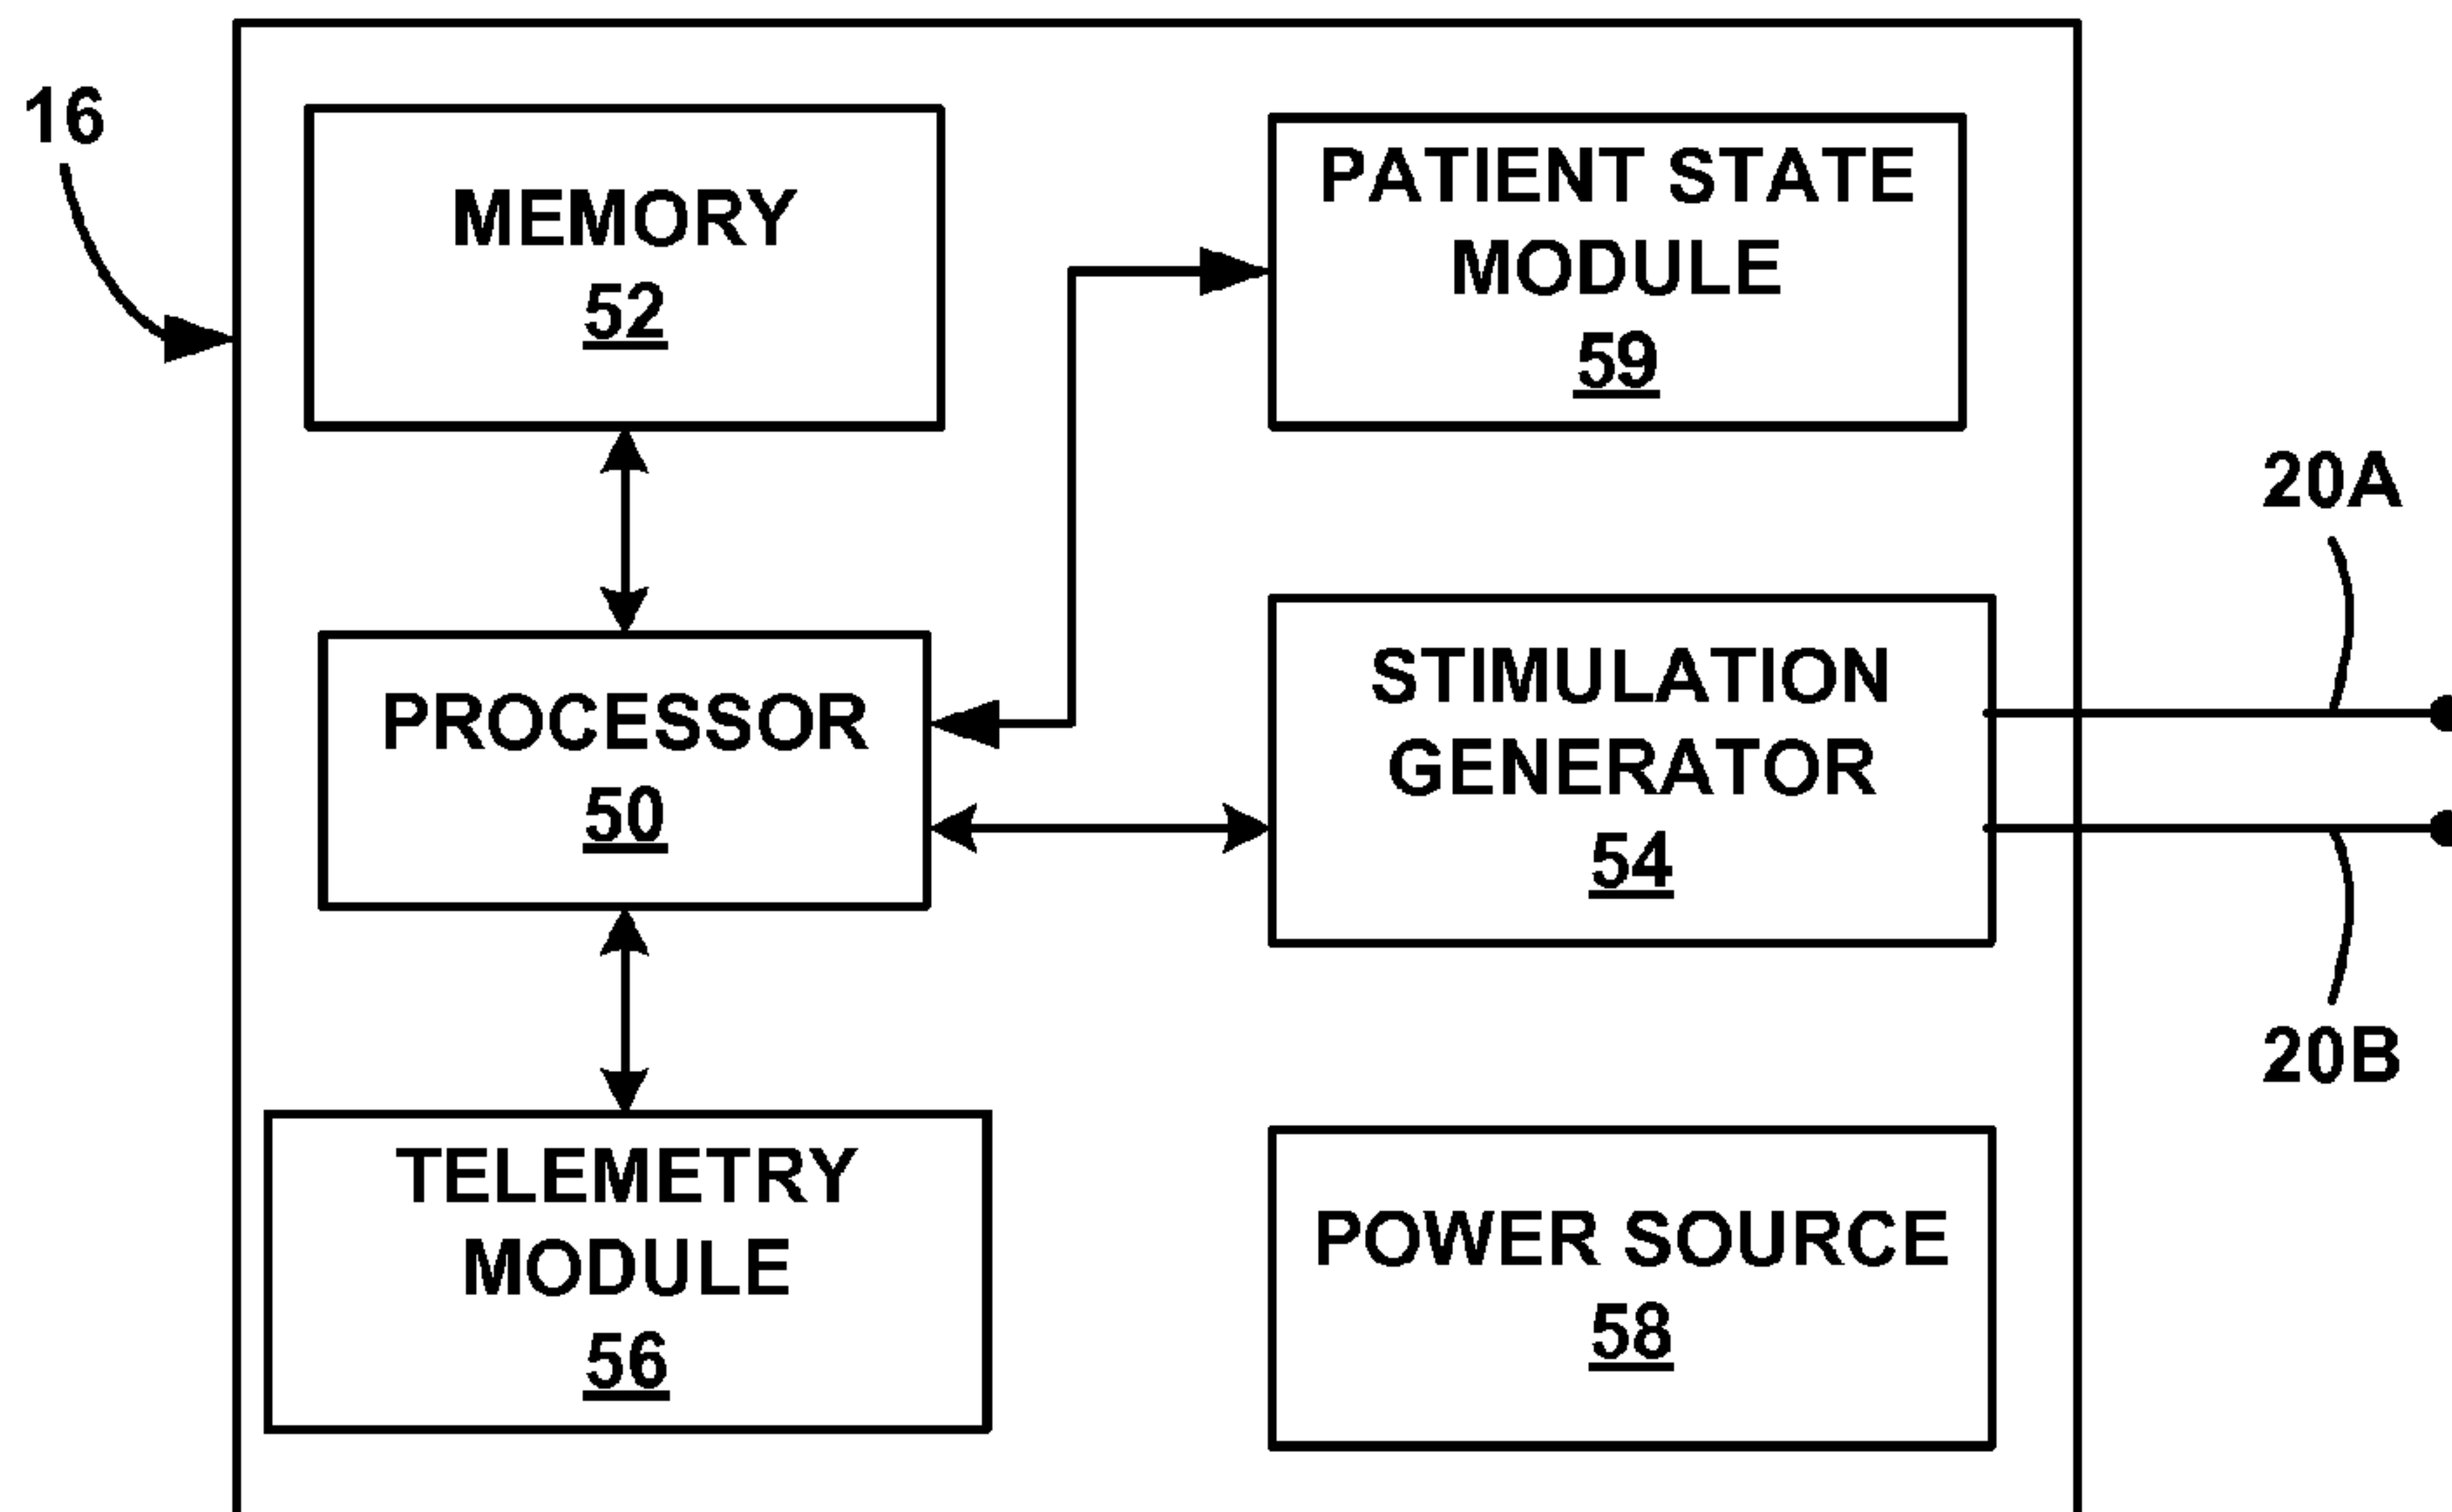 16
MEMORY
52
PATIENT STATE
MODULE
59
20A
PROCESSOR
50
STIMULATION
GENERATOR
54
20B
TELEMETRY
MODULE
56
POWER SOURCE
58